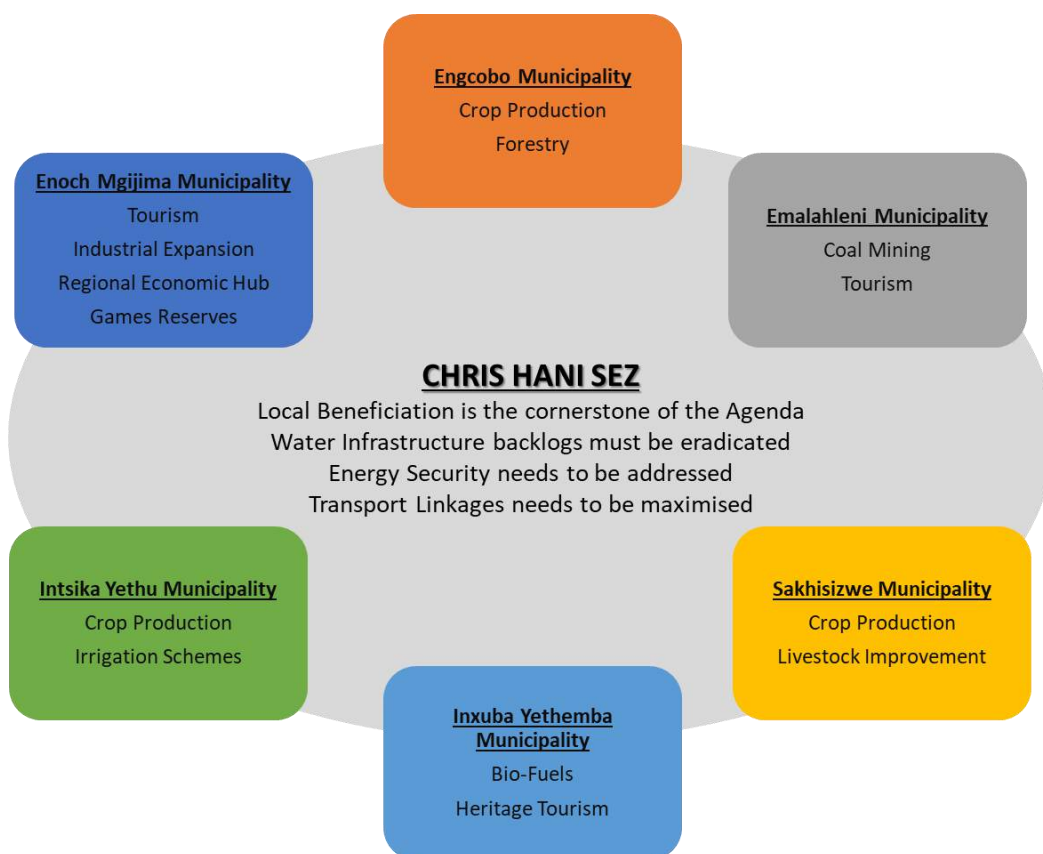 Engcobo Municipality
Crop Production
Forestry
Enoch Mgijima Municipality
Tourism
Industrial Expansion
Regional Economic Hub
Games Reserves
Emalahleni Municipality
Coal Mining
Tourism
CHRIS HANI SEZ
Local Beneficiation is the cornerstone of the Agenda
Water Infrastructure backlogs must be eradicated
Energy Security needs to be addressed
Transport Linkages needs to be maximised
Intsika Yethu Municipality
Crop Production
Irrigation Schemes
Sakhisizwe Municipality
Crop Production
Livestock Improvement
Inxuba Yethemba
Municipality
Bio-Fuels
Heritage Tourism